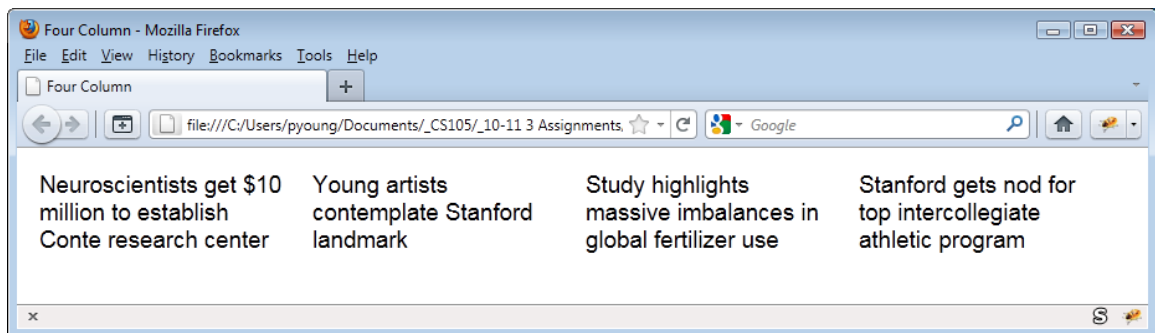 Four Column - Mozilla Firefox
File Edit View History Bookmarks Tools Help
Four Column
file:///C:/Users/pyoung/Documents/_CS105/_10-11 3 Assignments,
Google
Neuroscientists get $10
million to establish
Conte research center
Young artists
contemplate Stanford
landmark
Study highlights
massive imbalances in
global fertilizer use
Stanford gets nod for
top intercollegiate
athletic program